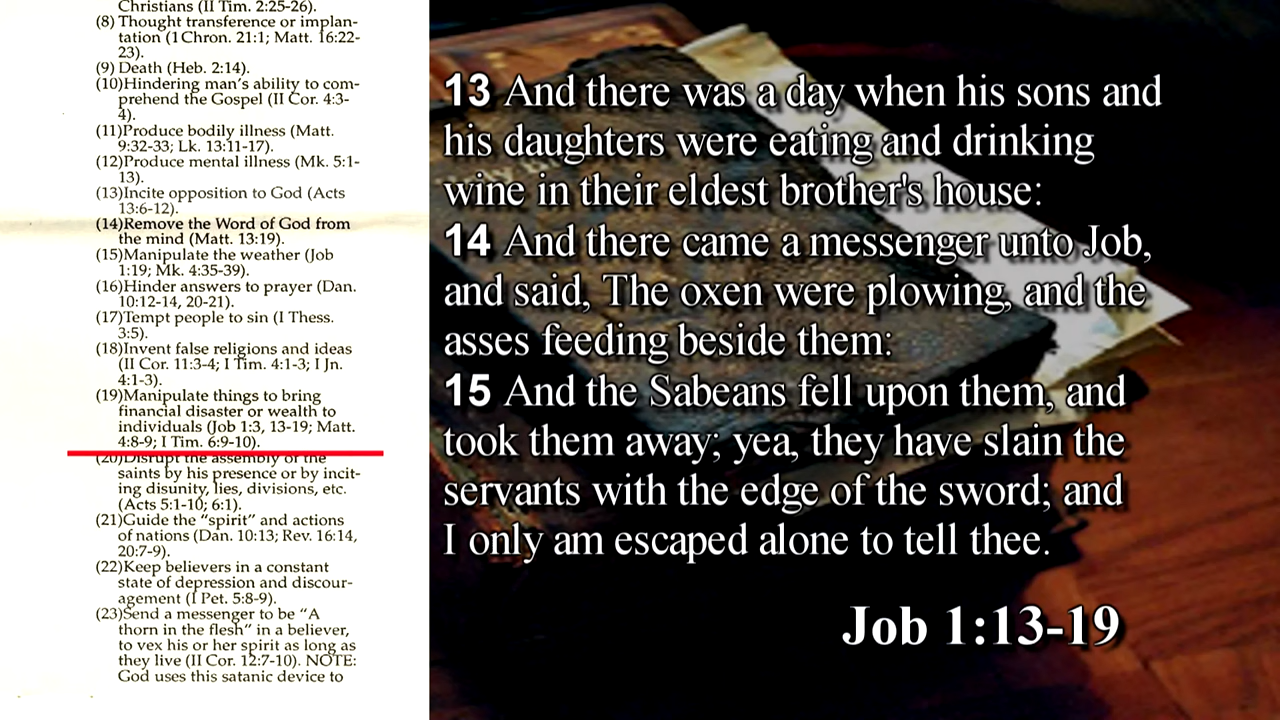 Christians (II Tim. 2:25-26).
(8) Thought transference or implan-
tation (1 Chron. 21:1; Matt. 16:22-
23).
(9) Death (Heb. 2:14).
(10)Hindering man's ability to com-
prehend the Gospel (II Cor. 4:3-
4).
(11)Produce bodily illness (Matt.
9:32-33; Lk. 13:11-17).
(12)Produce mental illness (Mk. 5:1-
13).
(13)Incite opposition to God (Acts
13:6-12).
(14)Remove the Word of God from
the mind (Matt. 13:19).
(15)Manipulate the weather (Job
1:19; Mk. 4:35-39).
(16)Hinder answers to prayer (Dan.
10:12-14, 20-21).
(17)Tempt people to sin (I Thess.
3:5).
(18)Invent false religions and ideas
(II Cor. 11:3-4; I Tim. 4:1-3; I Jn.
4:1-3).
(19)Manipulate things to bring
financial disaster or wealth to
individuals (Job 1:3, 13-19; Matt.
4:8-9; I Tim. 6:9-10).
(20)Disrupt the assembly of the
saints by his presence or by incit-
ing disunity, lies, divisions, etc.
(Acts 5:1-10; 6:1).
(21)Guide the "spirit" and actions
of nations (Dan. 10:13; Rev. 16:14,
20:7-9).
(22)Keep believers in a constant
state of depression and discour-
agement (I Pet. 5:8-9).
(23)Send a messenger to be "A
thorn in the flesh" in a believer,
to vex his or her spirit as long as
they live (II Cor. 12:7-10). NOTE:
God uses this satanic device to
13 And there was a day when his sons and
his daughters were eating and drinking
wine in their eldest brother's house:
14 And there came a messenger unto Job,
and said, The oxen were plowing, and the
asses feeding beside them:
15 And the Sabeans fell upon them, and
took them away; yea, they have slain the
servants with the edge of the sword; and
I only am escaped alone to tell thee.
Job 1:13-19